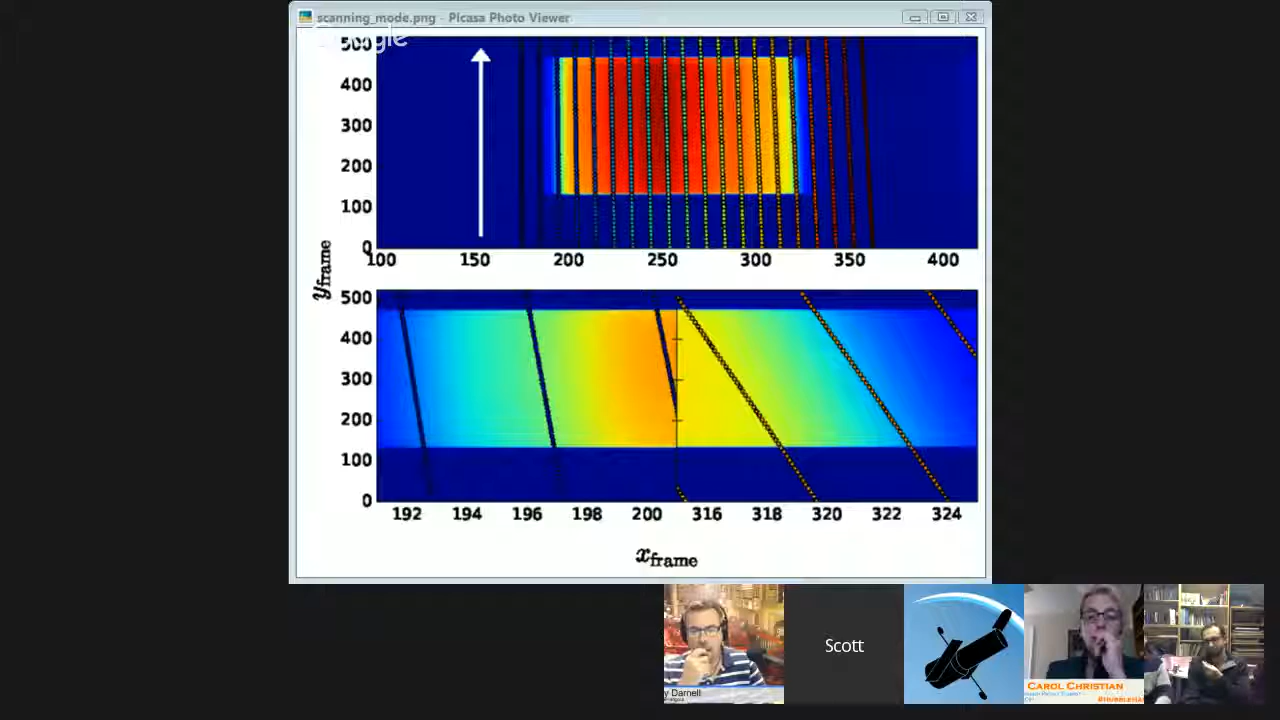 scanning_mode.png - Picasa Photo Viewer
Google
500
400
300
200
100
0
100 150 200 250 300 350 400
yframe
500
400
300
200
100
0
192 194 196 198 200 316 318 320 322 324
xframe
Scott
y Darnell
CAROL CHRISTIAN